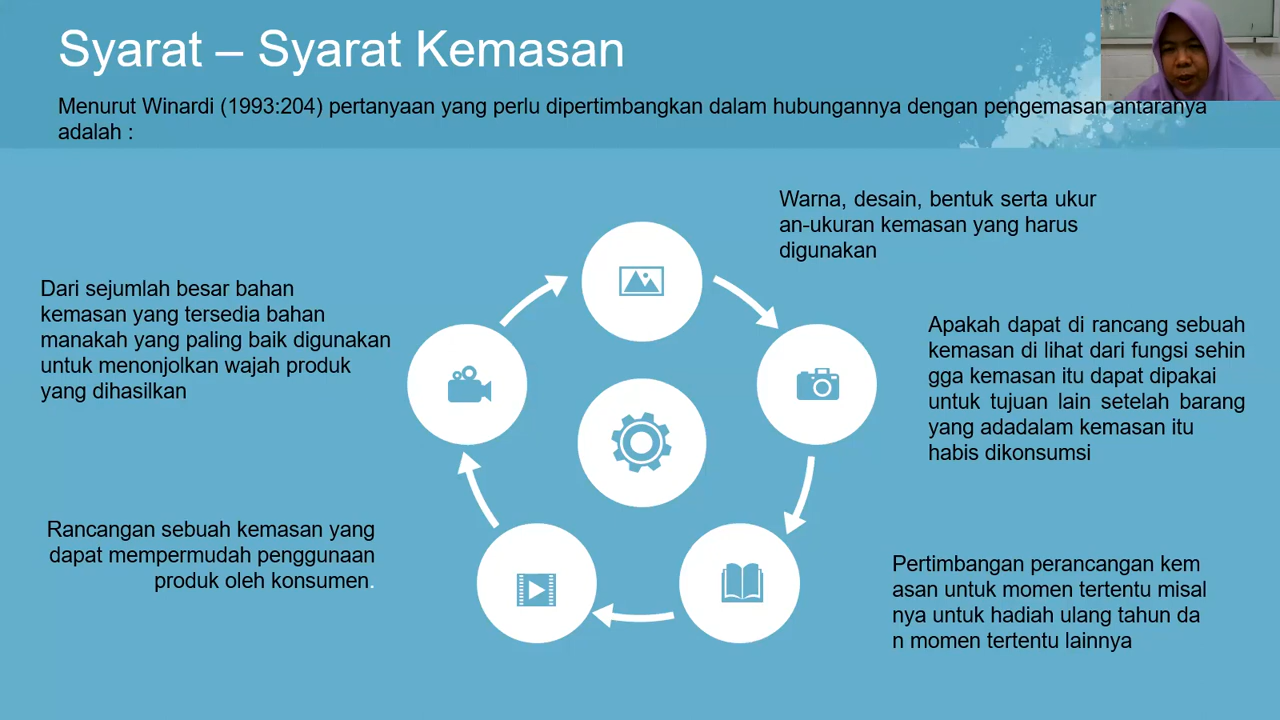 Syarat – Syarat Kemasan
Menurut Winardi (1993:204) pertanyaan yang perlu dipertimbangkan dalam hubungannya dengan pengemasan antaranya
adalah :
Warna, desain, bentuk serta ukur
an-ukuran kemasan yang harus
digunakan
Apakah dapat di rancang sebuah
kemasan di lihat dari fungsi sehin
gga kemasan itu dapat dipakai
untuk tujuan lain setelah barang
yang adadalam kemasan itu
habis dikonsumsi
Pertimbangan perancangan kem
asan untuk momen tertentu misal
nya untuk hadiah ulang tahun da
n momen tertentu lainnya
Rancangan sebuah kemasan yang
dapat mempermudah penggunaan
produk oleh konsumen.
Dari sejumlah besar bahan
kemasan yang tersedia bahan
manakah yang paling baik digunakan
untuk menonjolkan wajah produk
yang dihasilkan